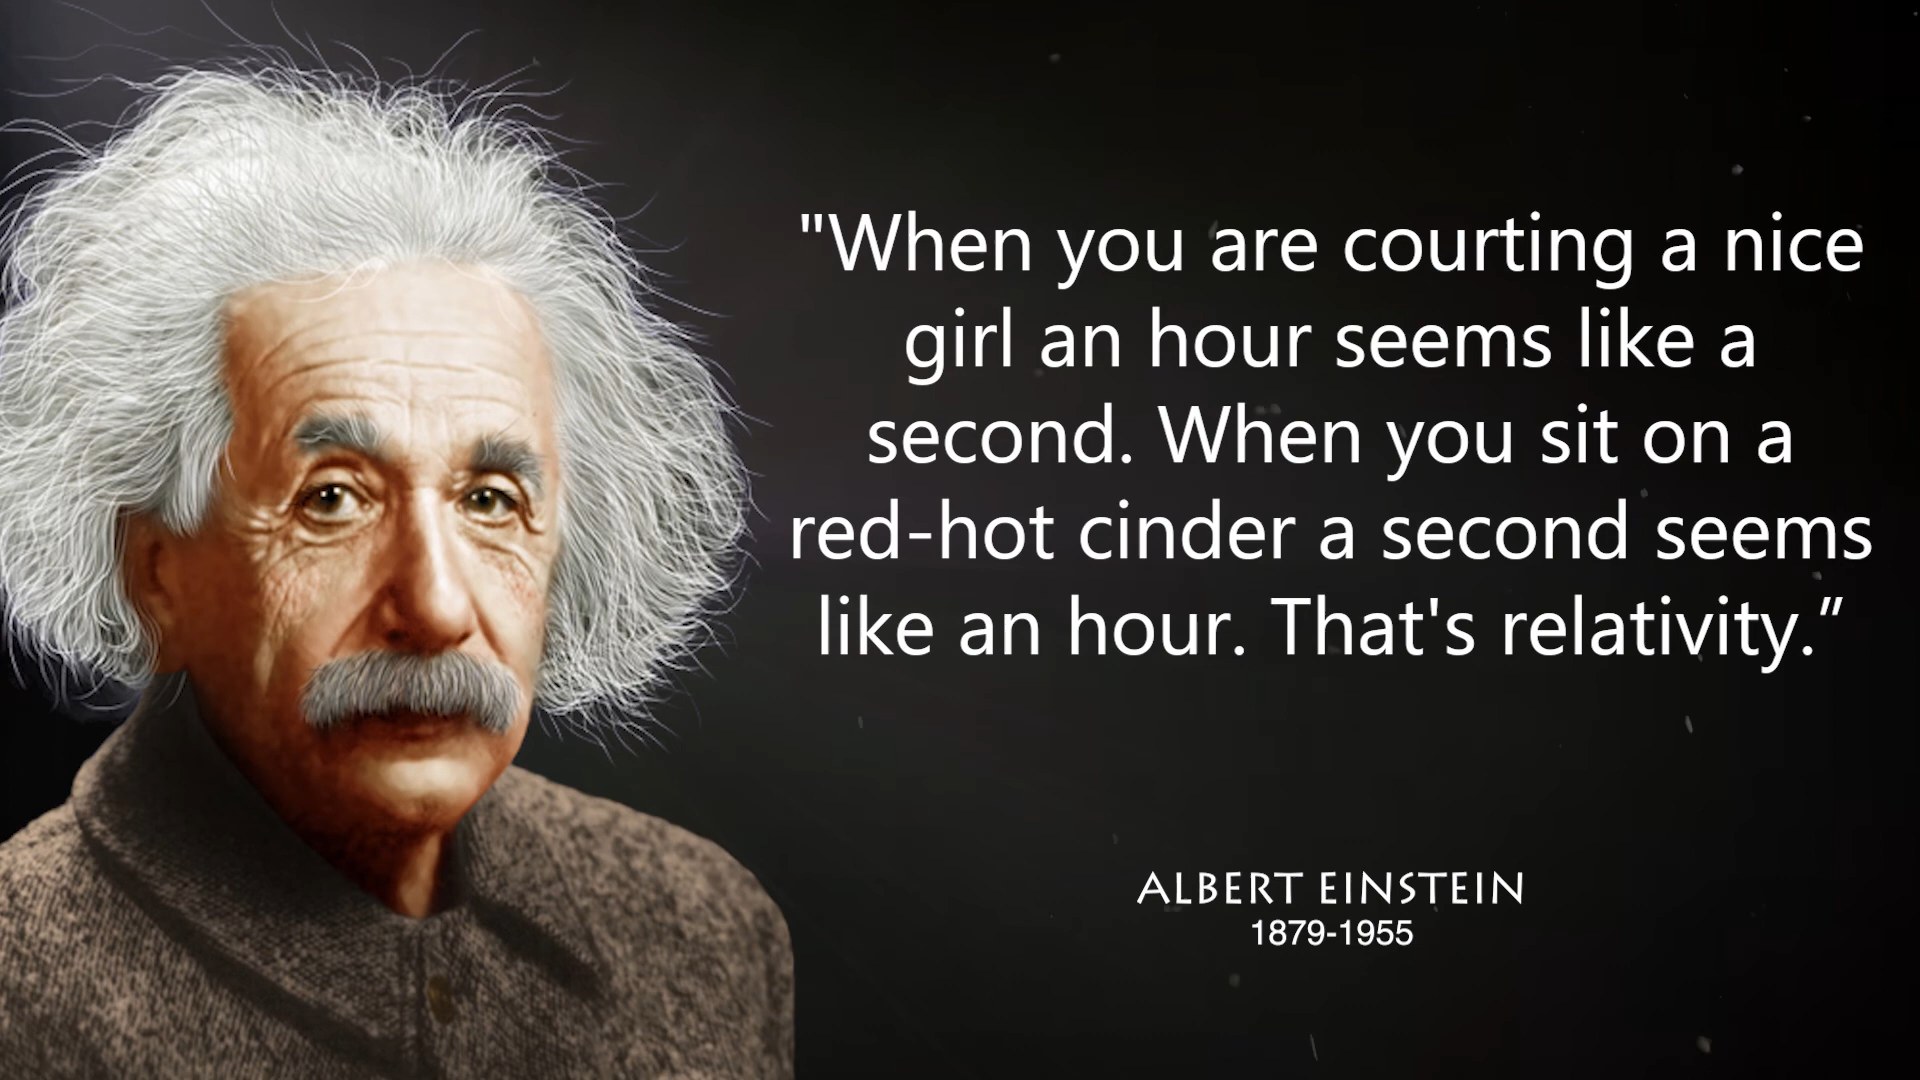 "When you are courting a nice
girl an hour seems like a
second. When you sit on a
red-hot cinder a second seems
like an hour. That's relativity.”
ALBERT EINSTEIN
1879-1955